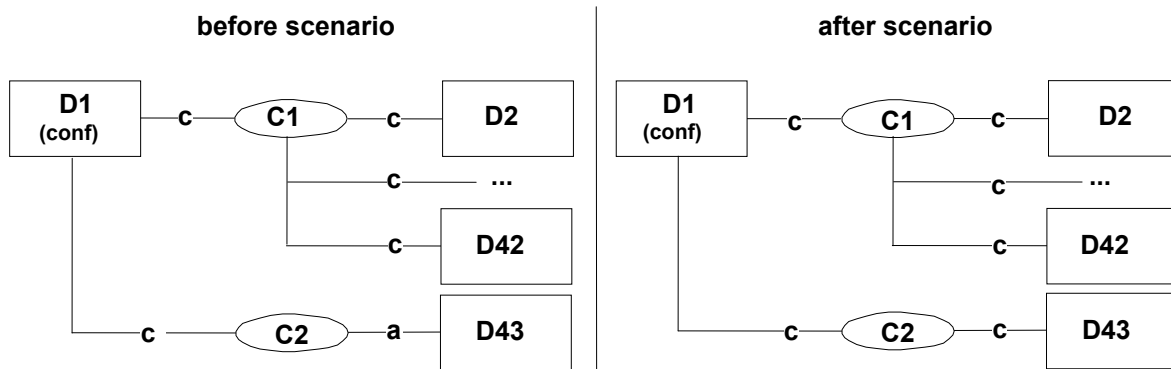 before scenario
D1
(conf)
c
C1
c
D2
c
...
c
D42
c
C2
a
D43
after scenario
D1
(conf)
c
C1
c
D2
c
...
c
D42
c
C2
c
D43